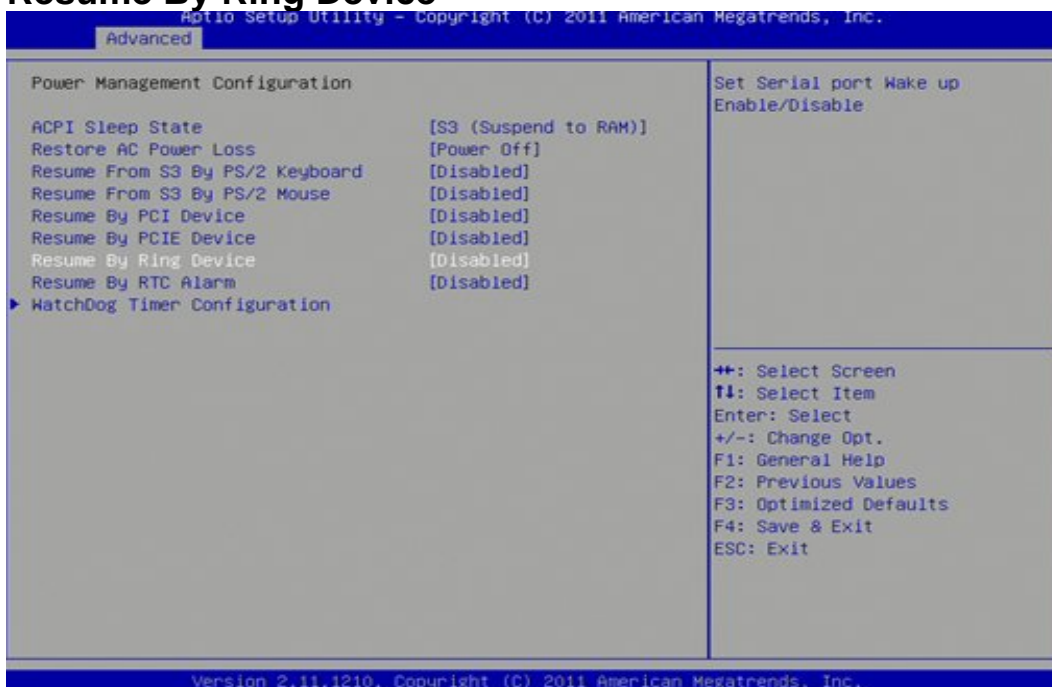 Resume By Ring Device
Aptio Setup Utility – Copyright (C) 2011 American Megatrends, Inc.
Advanced
Power Management Configuration
ACPI Sleep State [S3 (Suspend to RAM)]
Restore AC Power Loss [Power Off]
Resume From S3 By PS/2 Keyboard [Disabled]
Resume From S3 By PS/2 Mouse [Disabled]
Resume By PCI Device [Disabled]
Resume By PCIE Device [Disabled]
Resume By Ring Device [Disabled]
Resume By RTC Alarm [Disabled]
► WatchDog Timer Configuration
Set Serial port Wake up
Enable/Disable
→←: Select Screen
↑↓: Select Item
Enter: Select
+/-: Change Opt.
F1: General Help
F2: Previous Values
F3: Optimized Defaults
F4: Save & Exit
ESC: Exit
Version 2.11.1210. Copyright (C) 2011 American Megatrends, Inc.